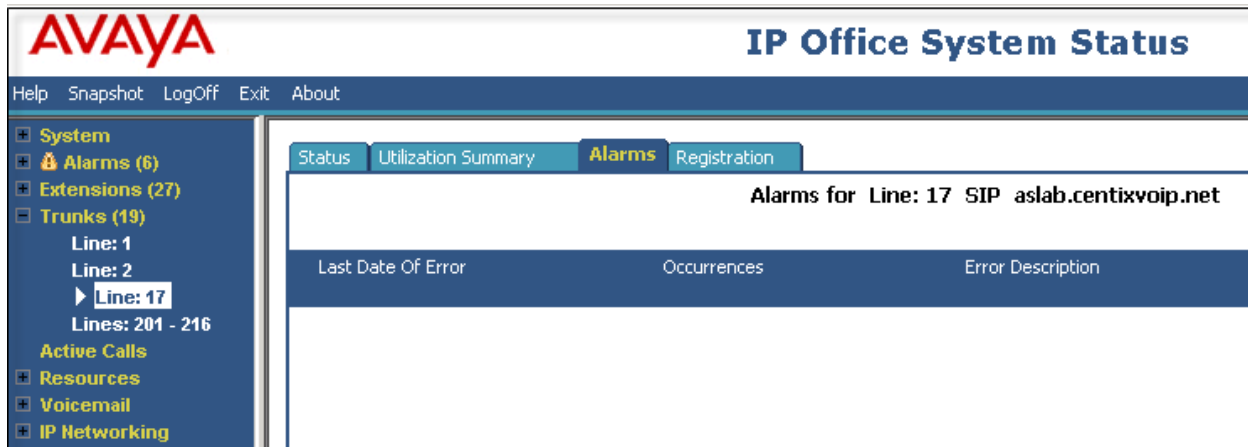 AVAYA
IP Office System Status
Help Snapshot LogOff Exit About
System
Alarms (6)
Extensions (27)
Trunks (19)
Line: 1
Line: 2
Line: 17
Lines: 201 - 216
Active Calls
Resources
Voicemail
IP Networking
Status Utilization Summary Alarms Registration
Alarms for Line: 17 SIP aslab.centixvoip.net
Last Date Of Error Occurrences Error Description